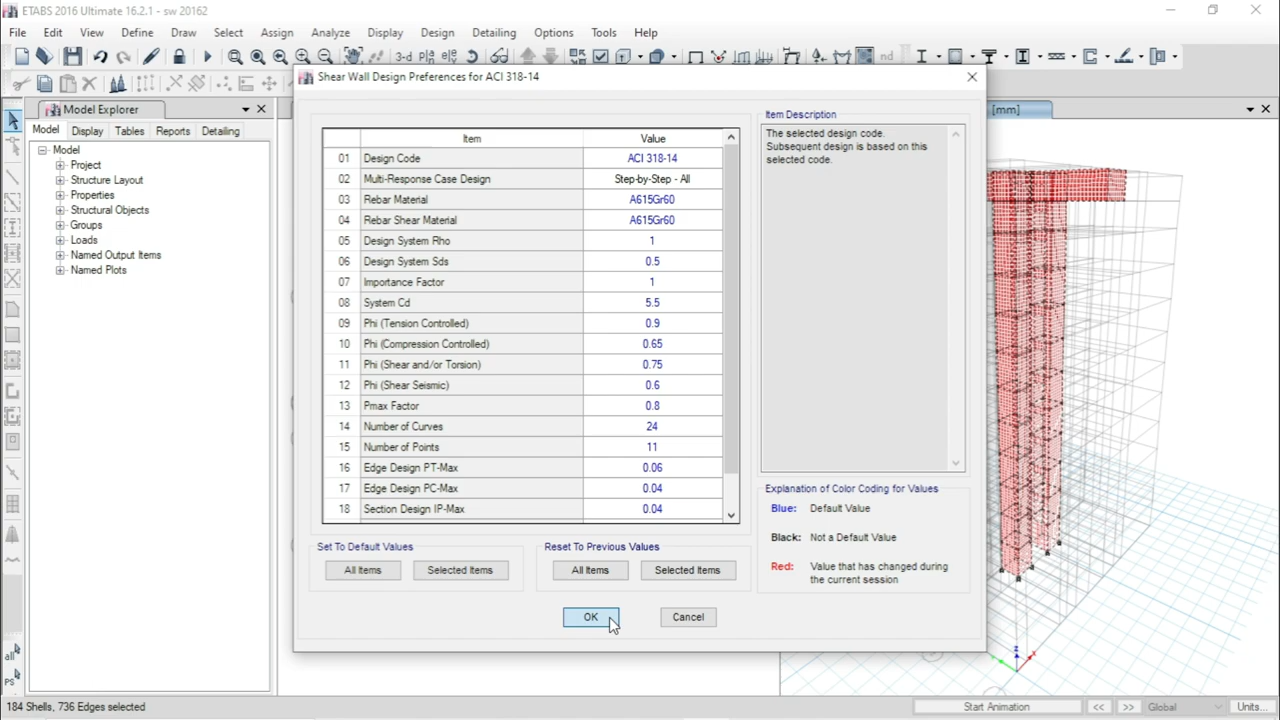 ETABS 2016 Ultimate 16.2.1 - sw 20162
File Edit View Define Draw Select Assign Analyze Display Design Detailing Options Tools Help
3-d nd
Shear Wall Design Preferences for ACI 318-14
Model Explorer
[mm]
Model Display Tables Reports Detailing
Model
Project
Structure Layout
Properties
Structural Objects
Groups
Loads
Named Output Items
Named Plots
Item Value
01 Design Code ACI 318-14
02 Multi-Response Case Design Step-by-Step - All
03 Rebar Material A615Gr60
04 Rebar Shear Material A615Gr60
05 Design System Rho 1
06 Design System Sds 0.5
07 Importance Factor 1
08 System Cd 5.5
09 Phi (Tension Controlled) 0.9
10 Phi (Compression Controlled) 0.65
11 Phi (Shear and/or Torsion) 0.75
12 Phi (Shear Seismic) 0.6
13 Pmax Factor 0.8
14 Number of Curves 24
15 Number of Points 11
16 Edge Design PT-Max 0.06
17 Edge Design PC-Max 0.04
18 Section Design IP-Max 0.04
Item Description
The selected design code.
Subsequent design is based on this
selected code.
Explanation of Color Coding for Values
Blue: Default Value
Black: Not a Default Value
Red: Value that has changed during
the current session
Set To Default Values
All Items Selected Items
Reset To Previous Values
All Items Selected Items
OK Cancel
all
PS
184 Shells, 736 Edges selected
Start Animation << >> Global Units...